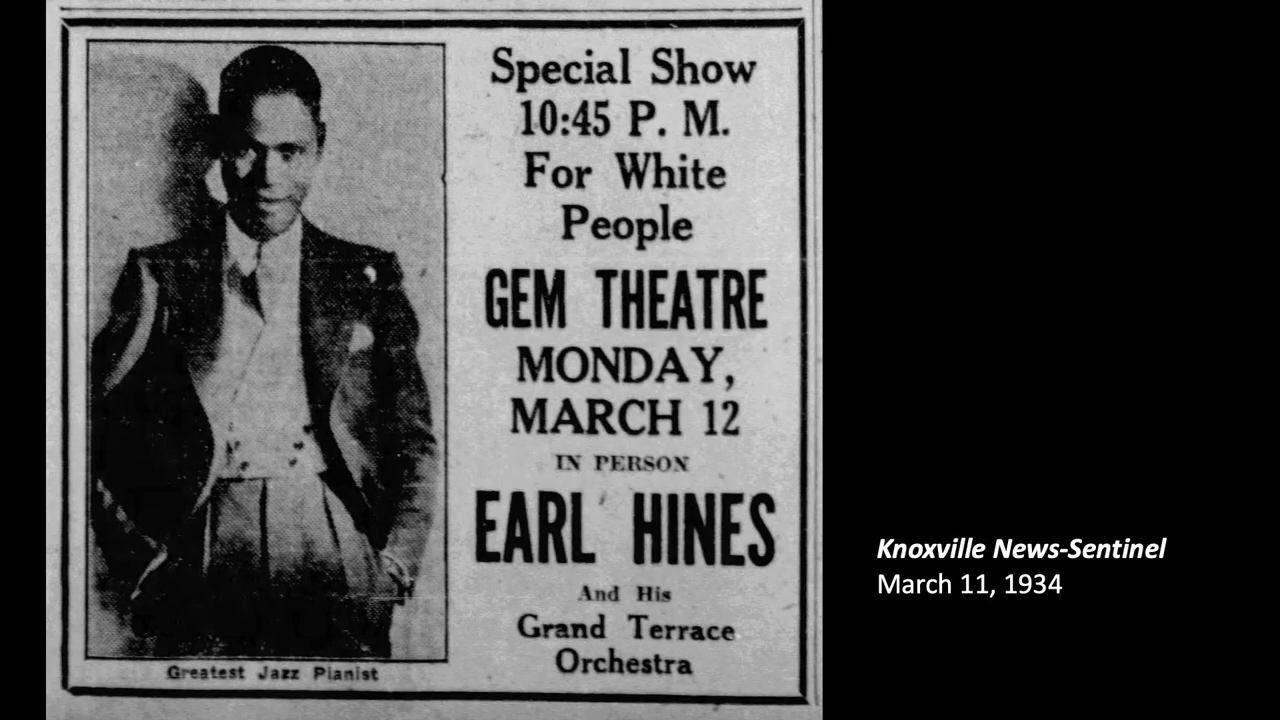 Special Show
10:45 P. M.
For White
People
GEM THEATRE
MONDAY,
MARCH 12
IN PERSON
EARL HINES
And His
Grand Terrace
Orchestra
Greatest Jazz Pianist
Knoxville News-Sentinel
March 11, 1934